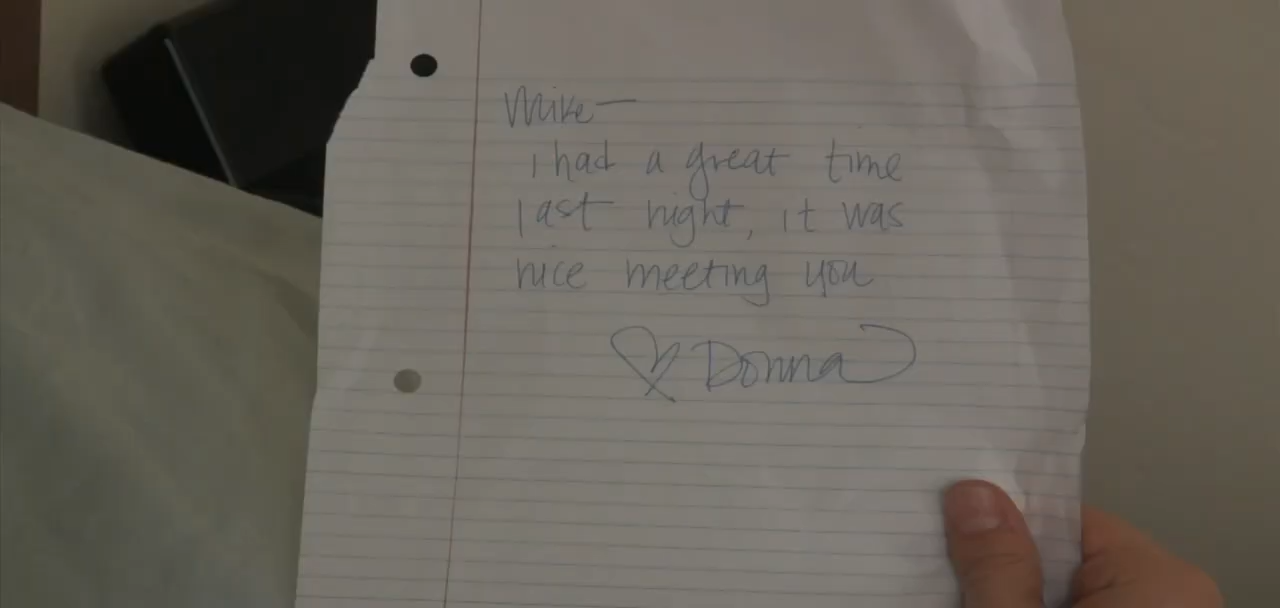 Mike—
I had a great time
last night, it was
nice meeting you
♡ Donna